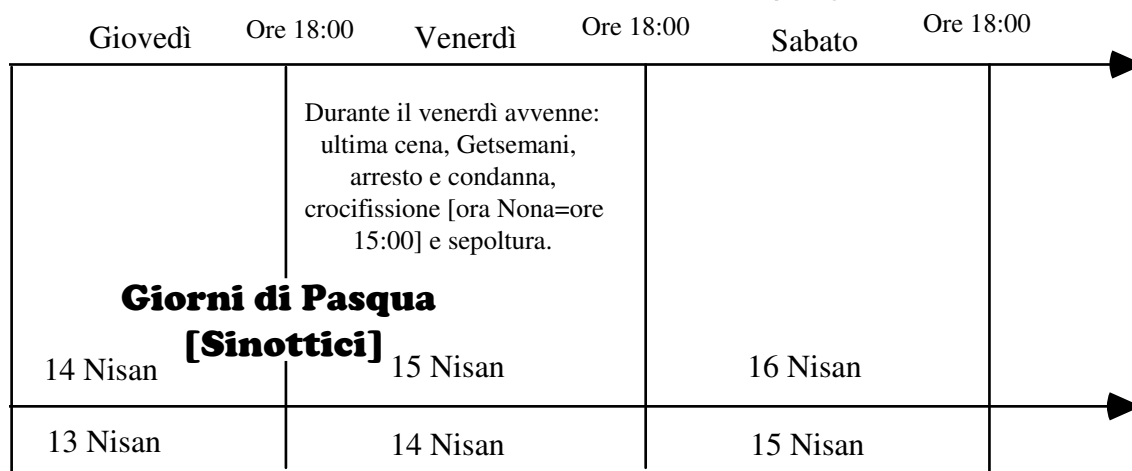 Giovedì Ore 18:00 Venerdì Ore 18:00 Sabato Ore 18:00
Durante il venerdì avvenne:
ultima cena, Getsemani,
arresto e condanna,
crocifissione [ora Nona=ore
15:00] e sepoltura.
Giorni di Pasqua
[Sinottici]
14 Nisan 15 Nisan 16 Nisan
13 Nisan 14 Nisan 15 Nisan